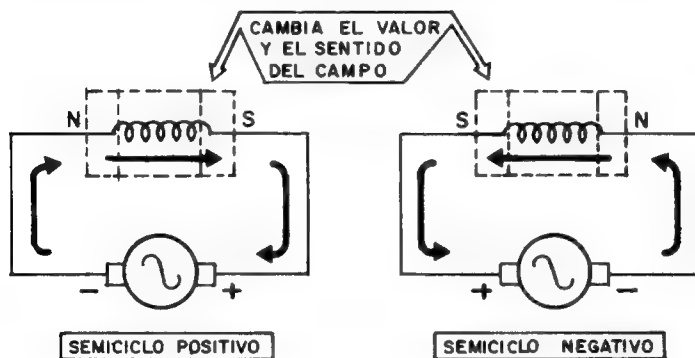 CAMBIA EL VALOR
Y EL SENTIDO
DEL CAMPO
N
S
S
N
-
+
+
-
SEMICICLO POSITIVO
SEMICICLO NEGATIVO